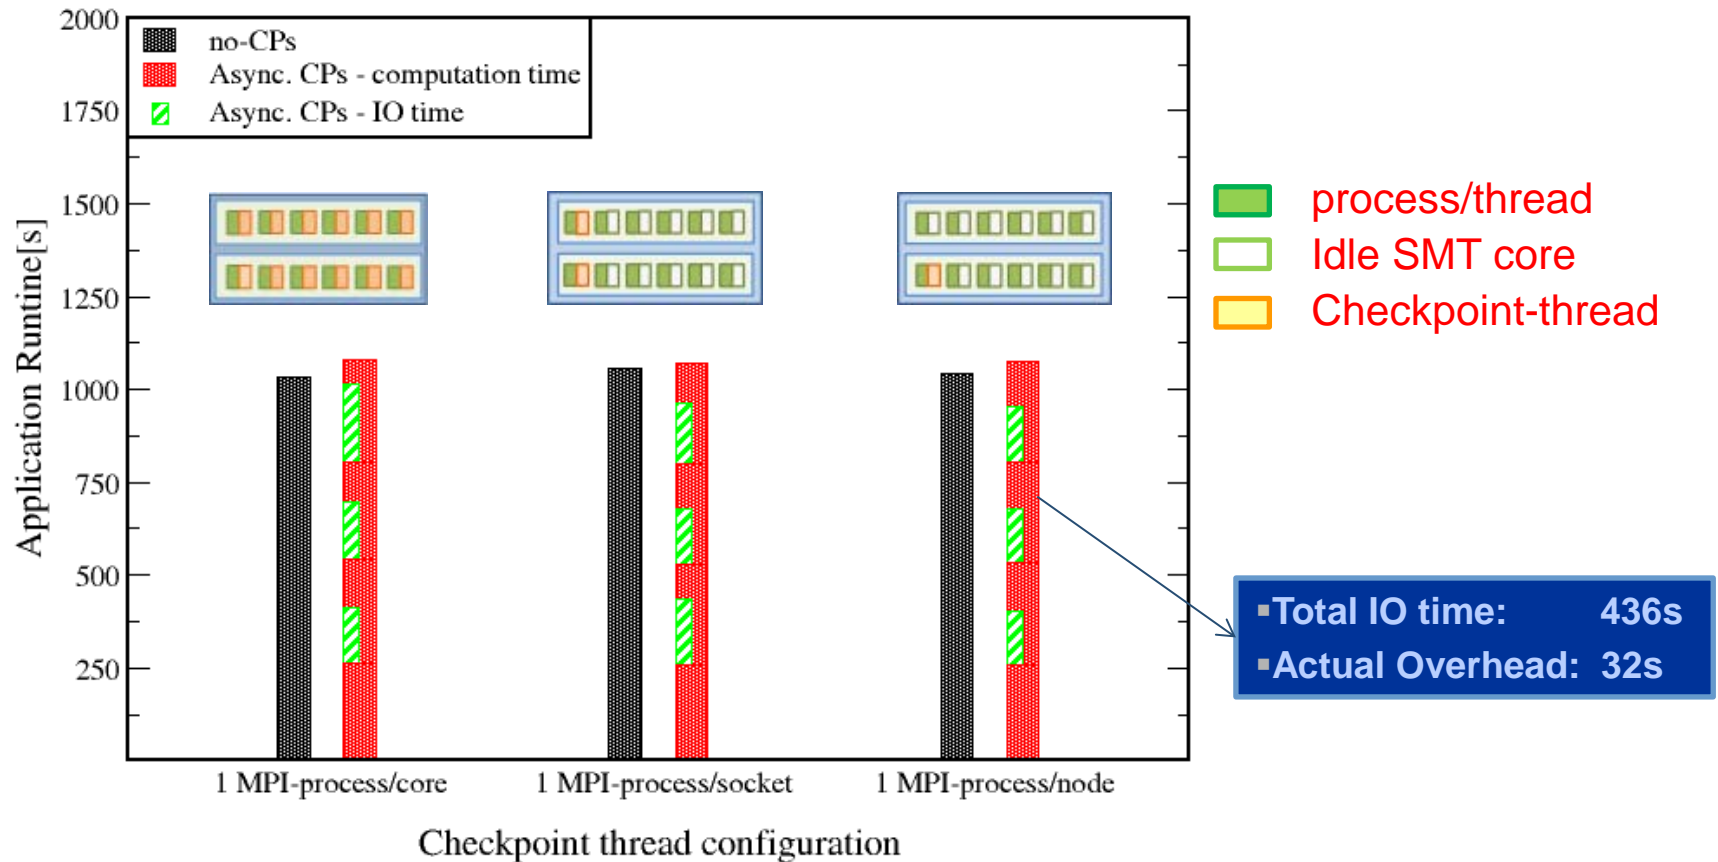 2000
1750
1500
1250
1000
750
500
250
Application Runtime[s]
no-CPs
Async. CPs - computation time
Async. CPs - IO time
process/thread
Idle SMT core
Checkpoint-thread
Total IO time: 436s
Actual Overhead: 32s
1 MPI-process/core 1 MPI-process/socket 1 MPI-process/node
Checkpoint thread configuration